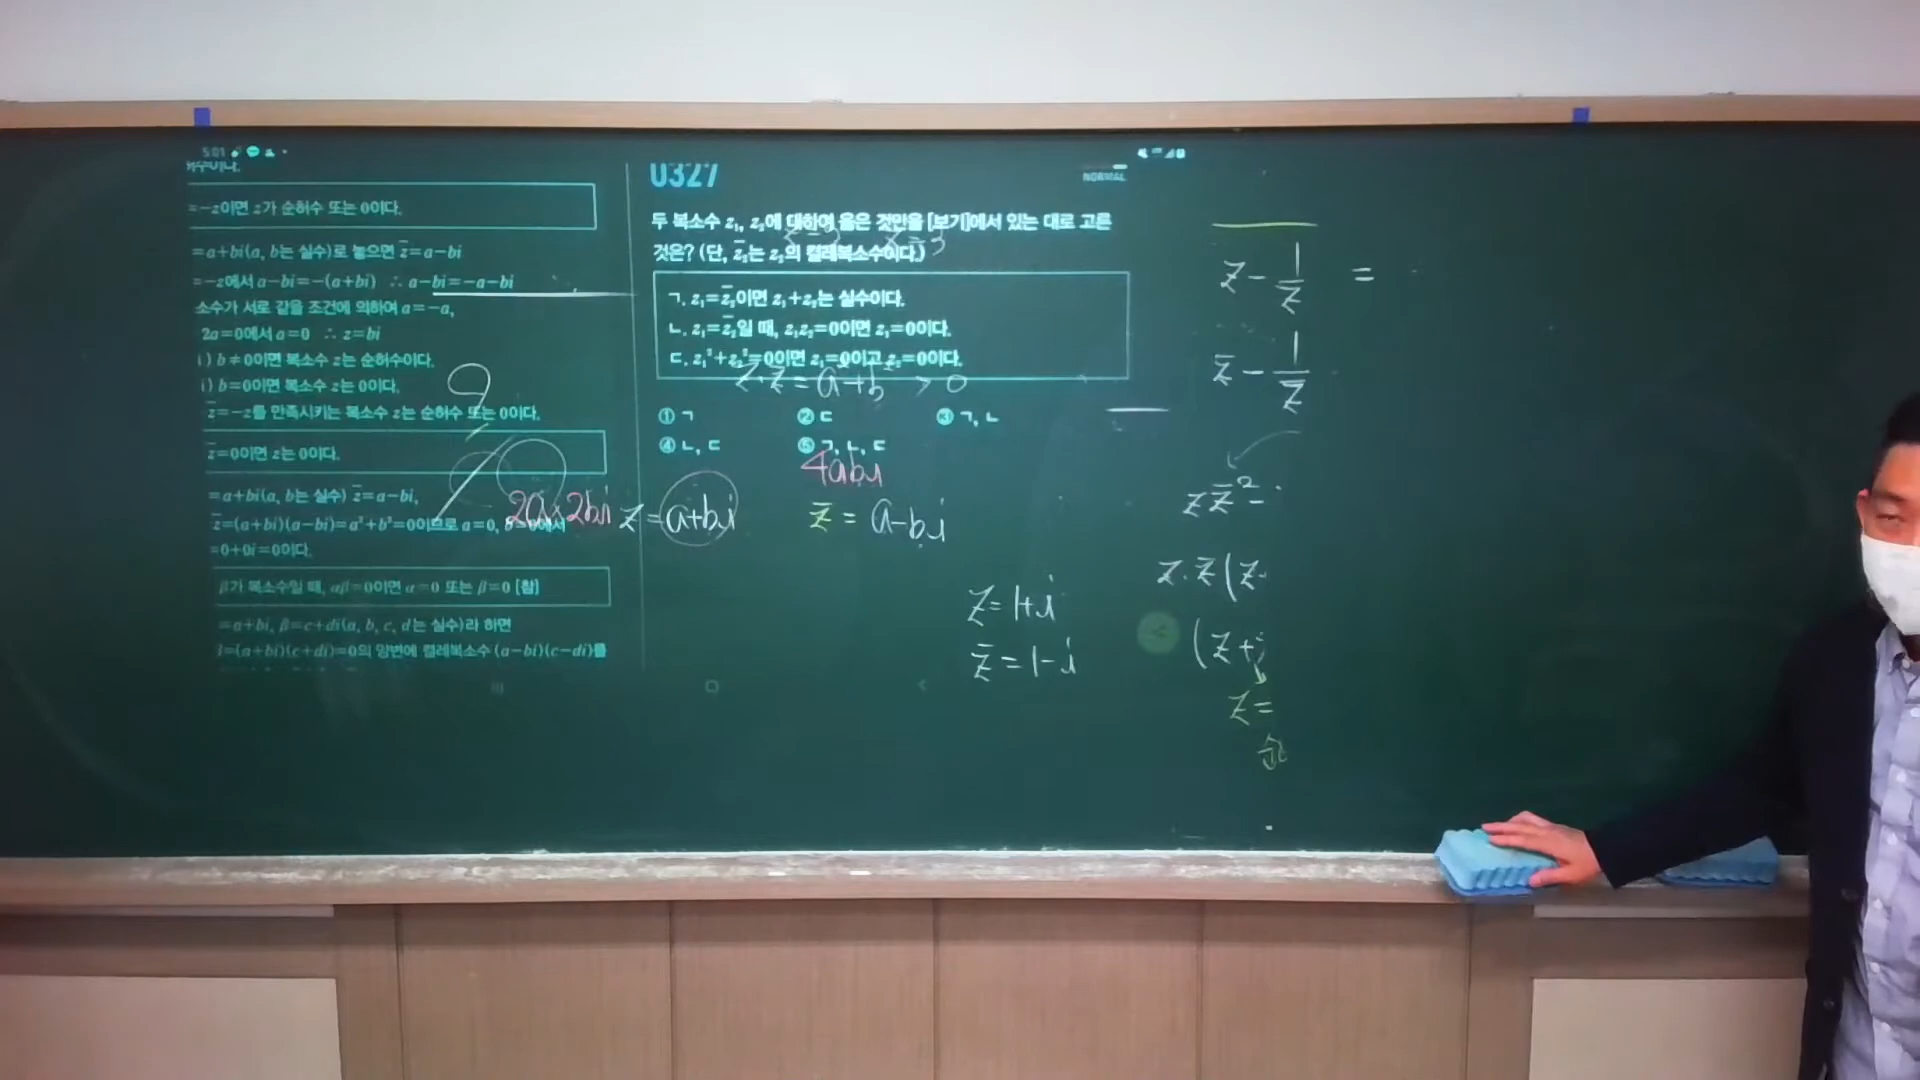 5:01
=-z이면 z가 순허수 또는 0이다.
=a+bi(a, b는 실수)로 놓으면 z̄=a-bi
=-z에서 a-bi=-(a+bi) ∴ a-bi=-a-bi
소수가 서로 같을 조건에 의하여 a=-a,
2a=0에서 a=0 ∴ z=bi
i) b≠0이면 복소수 z는 순허수이다.
i) b=0이면 복소수 z는 0이다.
z̄=-z를 만족시키는 복소수 z는 순허수 또는 0이다.
z̄=0이면 z는 0이다.
=a+bi(a, b는 실수) z̄=a-bi,
z̄=(a+bi)(a-bi)=a²+b²=0이므로 a=0, b=0에서
=0+0i=0이다.
β가 복소수일 때, αβ=0이면 α=0 또는 β=0 [참]
=a+bi, β=c+di(a, b, c, d는 실수)라 하면
i=(a+bi)(c+di)=0의 양변에 켤레복소수 (a-bi)(c-di)를
9
2a×2bi
0327
NORMAL
두 복소수 z₁, z₂에 대하여 옳은 것만을 [보기]에서 있는 대로 고른
것은? (단, z̄₂는 z₂의 켤레복소수이다.)
ㄱ. z₁=z̄₂이면 z₁+z₂는 실수이다.
ㄴ. z₁=z̄₂일 때, z₁z₂=0이면 z₁=0이다.
ㄷ. z₁²+z₂²=0이면 z₁=0이고 z₂=0이다.
z·z̄=a²+b² > 0
① ㄱ ② ㄷ ③ ㄱ, ㄴ
④ ㄴ, ㄷ ⑤ ㄱ, ㄴ, ㄷ
4abi
z=a+bi z̄=a-bi
z=1+i
z̄=1-i
z-1/z̄ =
z̄-1/z
zz̄²-
z·z̄(z-
(z+
z=